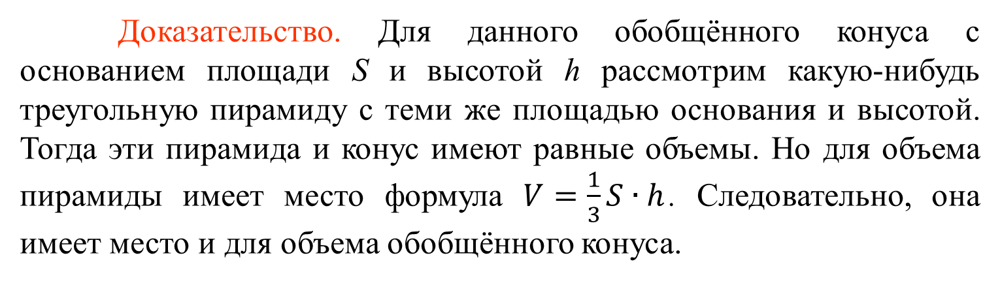 Доказательство. Для данного обобщённого конуса с
основанием площади S и высотой h рассмотрим какую-нибудь
треугольную пирамиду с теми же площадью основания и высотой.
Тогда эти пирамида и конус имеют равные объемы. Но для объема
пирамиды имеет место формула V = 1/3 S · h. Следовательно, она
имеет место и для объема обобщённого конуса.